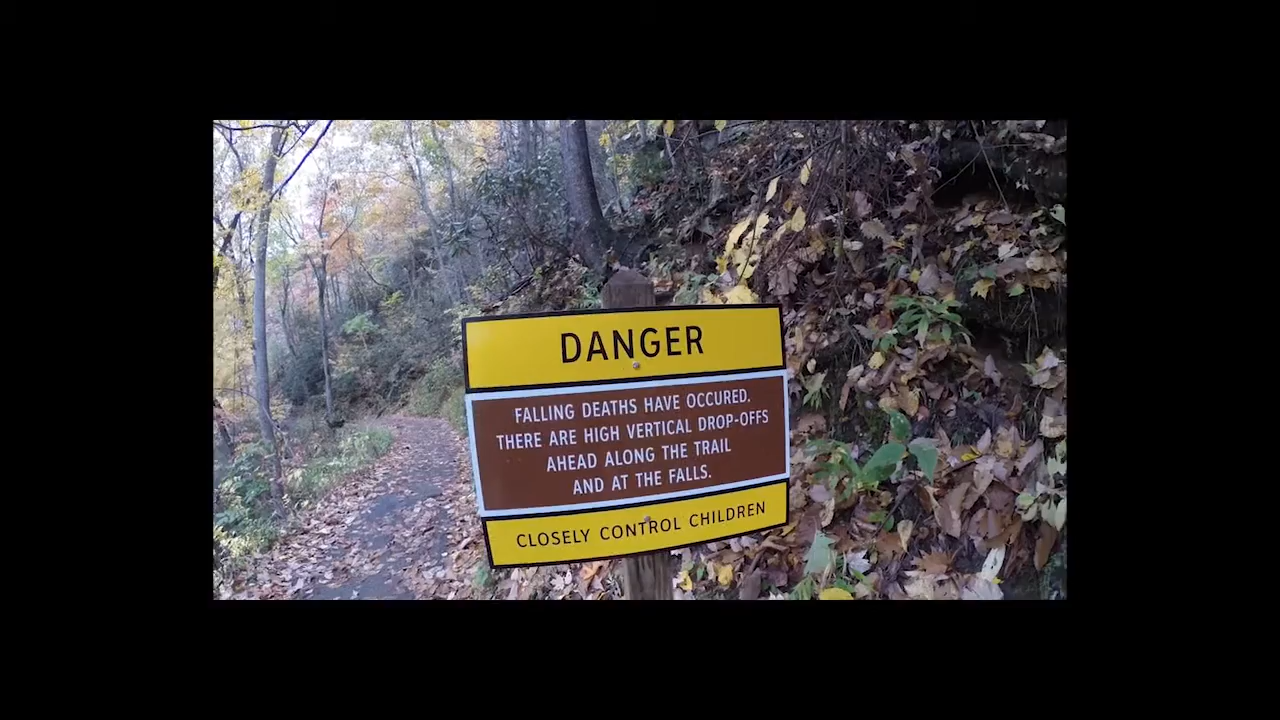 DANGER
FALLING DEATHS HAVE OCCURED.
THERE ARE HIGH VERTICAL DROP-OFFS
AHEAD ALONG THE TRAIL
AND AT THE FALLS.
CLOSELY CONTROL CHILDREN